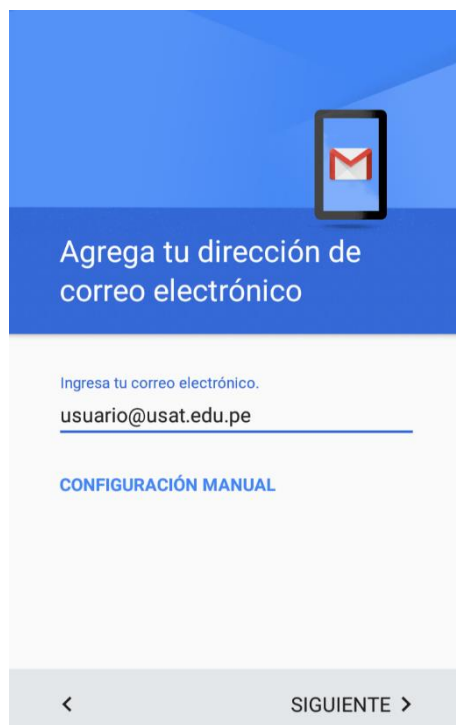 Agrega tu dirección de
correo electrónico
Ingresa tu correo electrónico.
usuario@usat.edu.pe
CONFIGURACIÓN MANUAL
SIGUIENTE